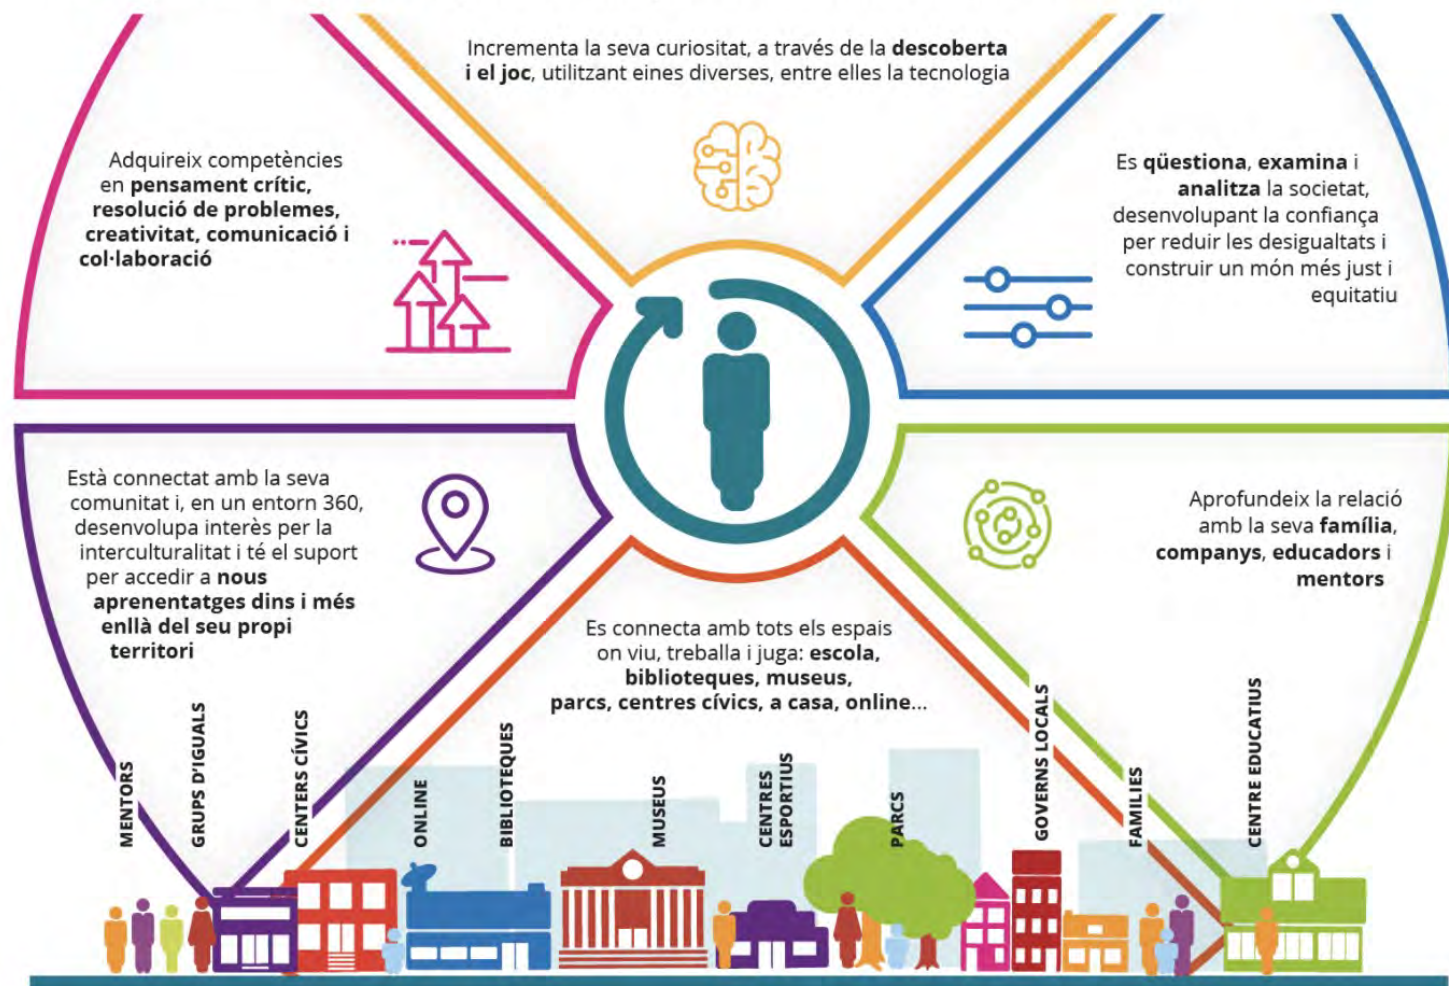 Incrementa la seva curiositat, a través de la descoberta
i el joc, utilitzant eines diverses, entre elles la tecnologia
Adquireix competències
en pensament crític,
resolució de problemes,
creativitat, comunicació i
col·laboració
Es qüestiona, examina i
analitza la societat,
desenvolupant la confiança
per reduir les desigualtats i
construir un món més just i
equitatiu
Està connectat amb la seva
comunitat i, en un entorn 360,
desenvolupa interès per la
interculturalitat i té el suport
per accedir a nous
aprenentatges dins i més
enllà del seu propi
territori
Aprofundeix la relació
amb la seva família,
companys, educadors i
mentors
Es connecta amb tots els espais
on viu, treballa i juga: escola,
biblioteques, museus,
parcs, centres cívics, a casa, online...
MENTORS
GRUPS D'IGUALS
CENTERS CÍVICS
ONLINE
BIBLIOTEQUES
MUSEUS
CENTRES
ESPORTIUS
PARCS
GOVERNS LOCALS
FAMILIES
CENTRE EDUCATIUS